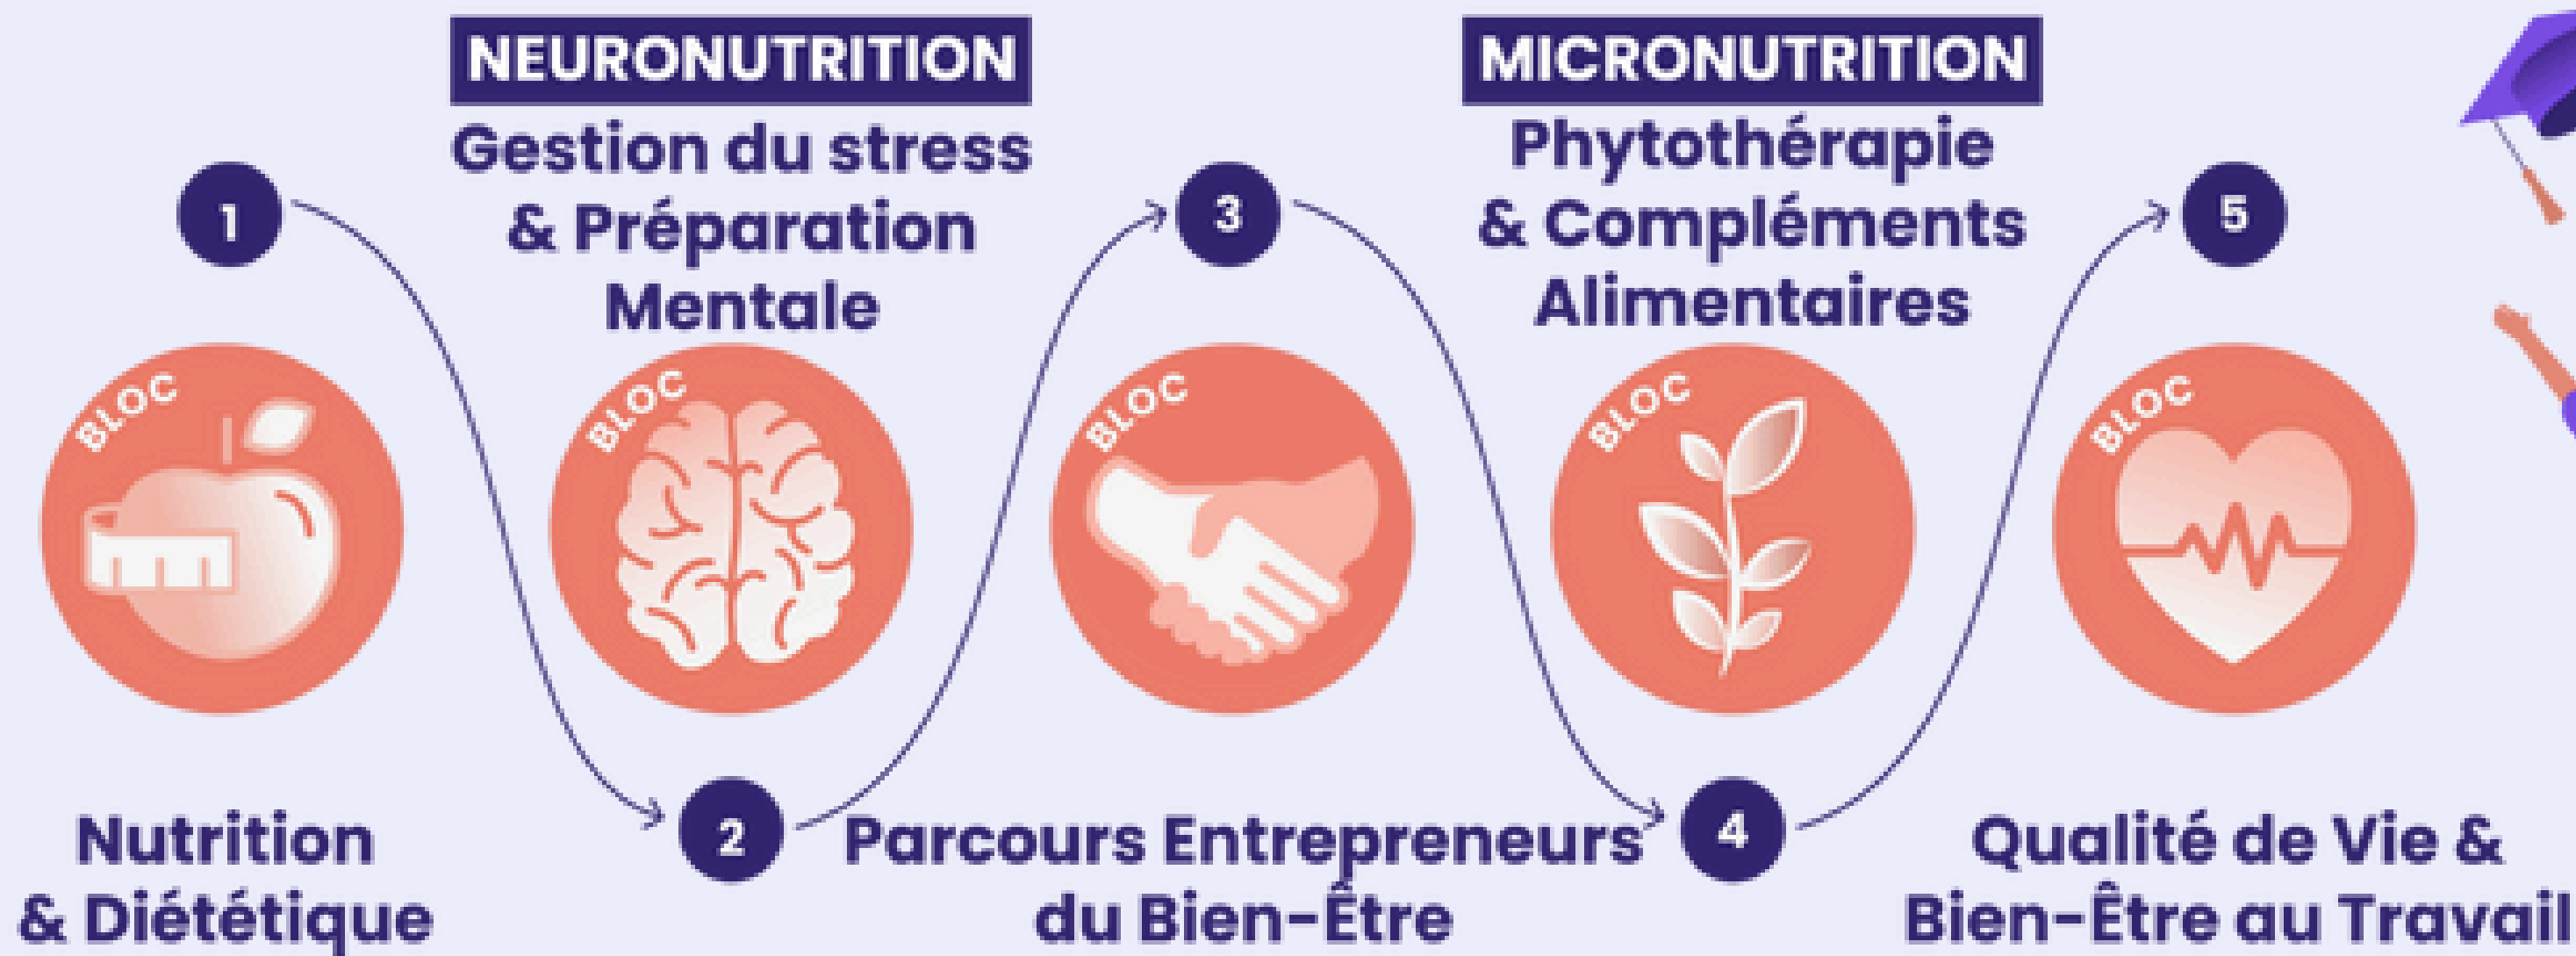 1
BLOC
Nutrition
& Diététique
NEURONUTRITION
Gestion du stress
& Préparation
Mentale
BLOC
2
3
BLOC
Parcours Entrepreneurs
du Bien-Être
MICRONUTRITION
Phytothérapie
& Compléments
Alimentaires
BLOC
4
5
BLOC
Qualité de Vie &
Bien-Être au Travail